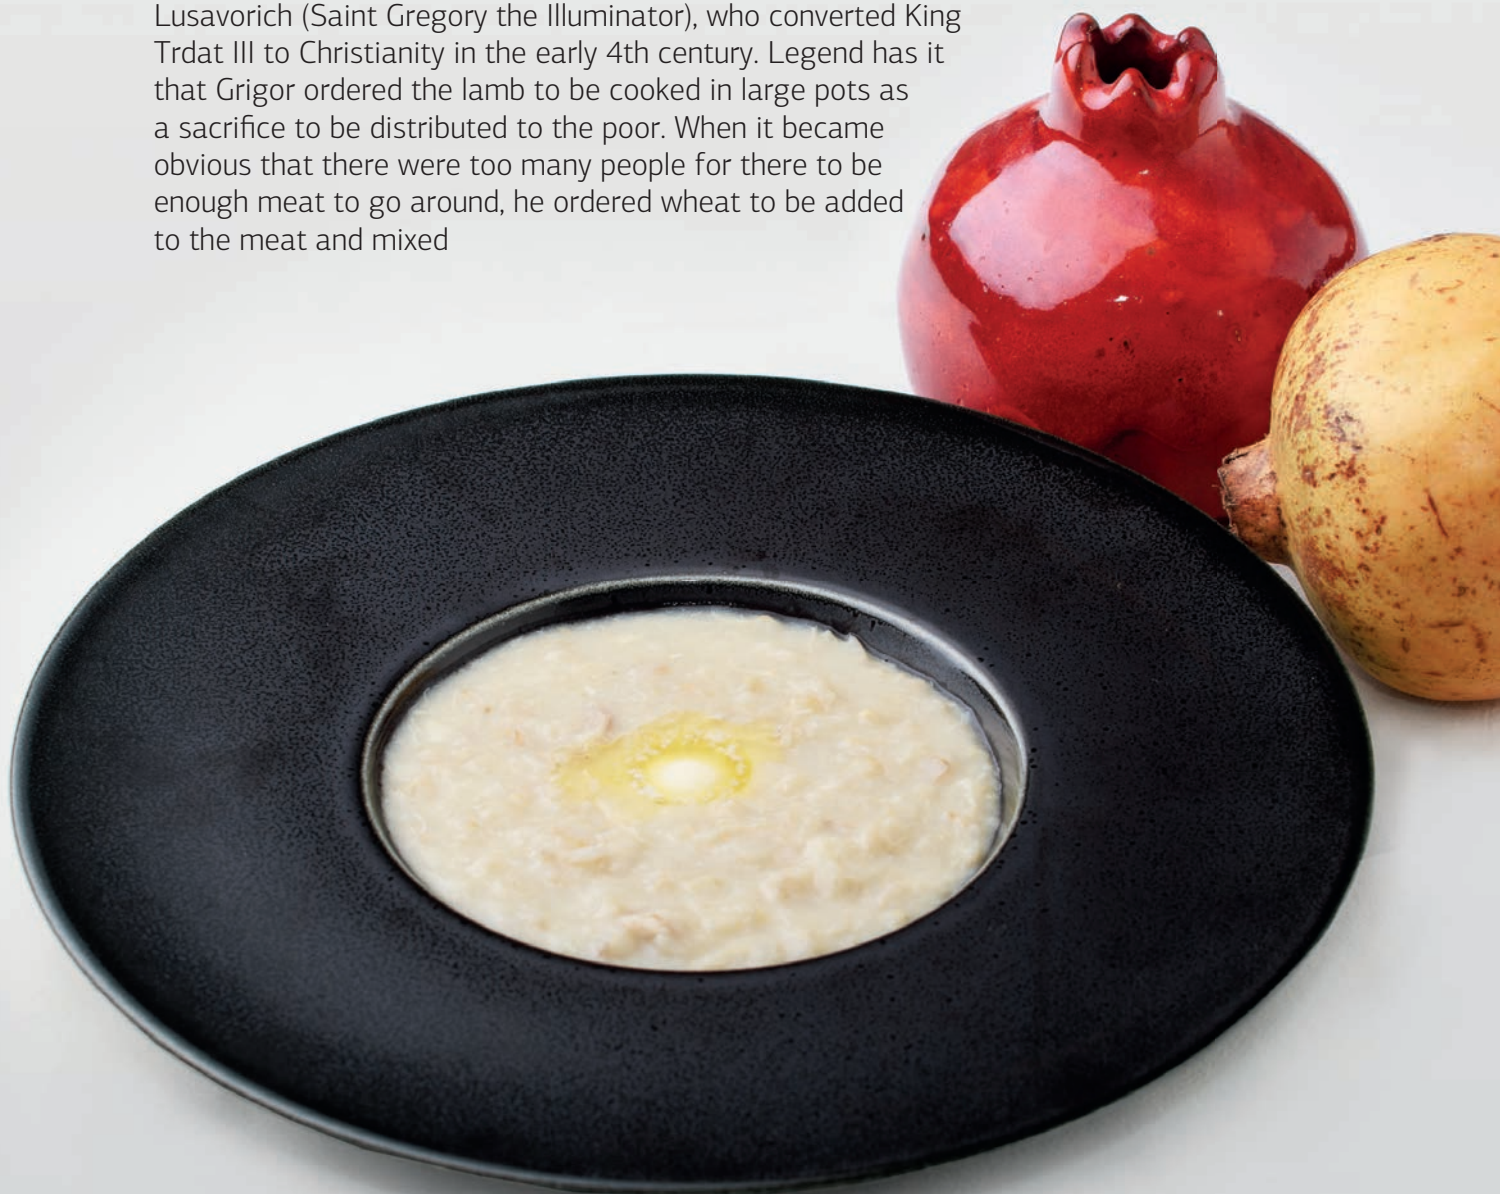 Lusavorich (Saint Gregory the Illuminator), who converted King
Trdat III to Christianity in the early 4th century. Legend has it
that Grigor ordered the lamb to be cooked in large pots as
a sacrifice to be distributed to the poor. When it became
obvious that there were too many people for there to be
enough meat to go around, he ordered wheat to be added
to the meat and mixed